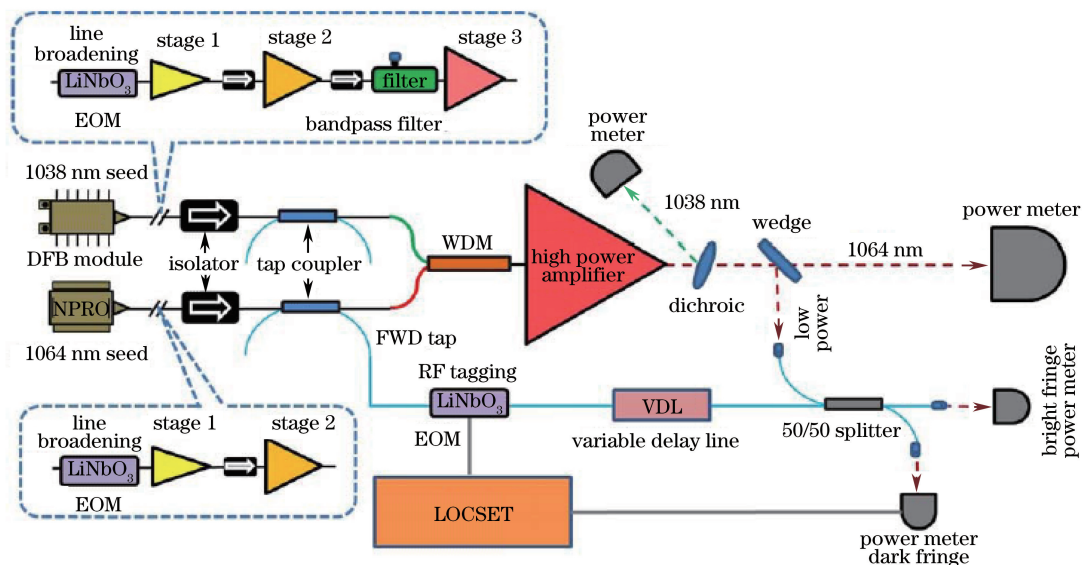 line
broadening
stage 1
stage 2
stage 3
LiNbO3
filter
EOM
bandpass filter
1038 nm seed
DFB module
isolator
tap coupler
NPRO
1064 nm seed
WDM
high power
amplifier
power
meter
1038 nm
dichroic
wedge
1064 nm
power meter
low
power
FWD tap
RF tagging
LiNbO3
EOM
VDL
variable delay line
50/50 splitter
bright fringe
power meter
line
broadening
stage 1
stage 2
LiNbO3
EOM
LOCSET
power meter
dark fringe